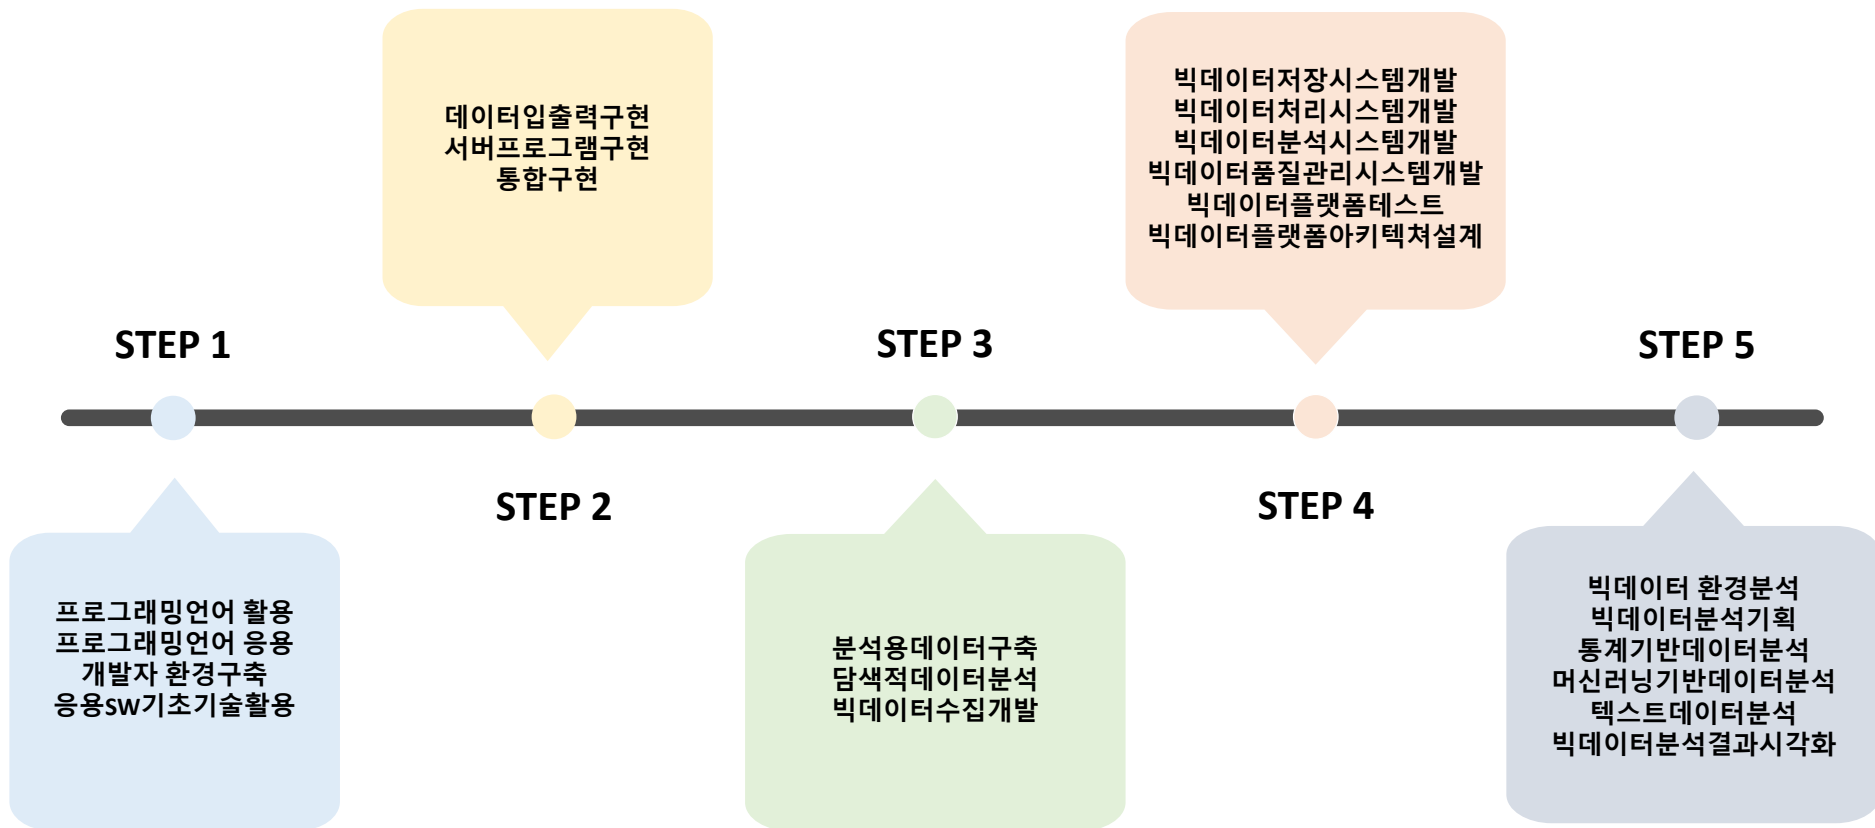 STEP 1
프로그래밍언어 활용
프로그래밍언어 응용
개발자 환경구축
응용SW기초기술활용
데이터입출력구현
서버프로그램구현
통합구현
STEP 2
STEP 3
분석용데이터구축
담색적데이터분석
빅데이터수집개발
빅데이터저장시스템개발
빅데이터처리시스템개발
빅데이터분석시스템개발
빅데이터품질관리시스템개발
빅데이터플랫폼테스트
빅데이터플랫폼아키텍쳐설계
STEP 4
STEP 5
빅데이터 환경분석
빅데이터분석기획
통계기반데이터분석
머신러닝기반데이터분석
텍스트데이터분석
빅데이터분석결과시각화